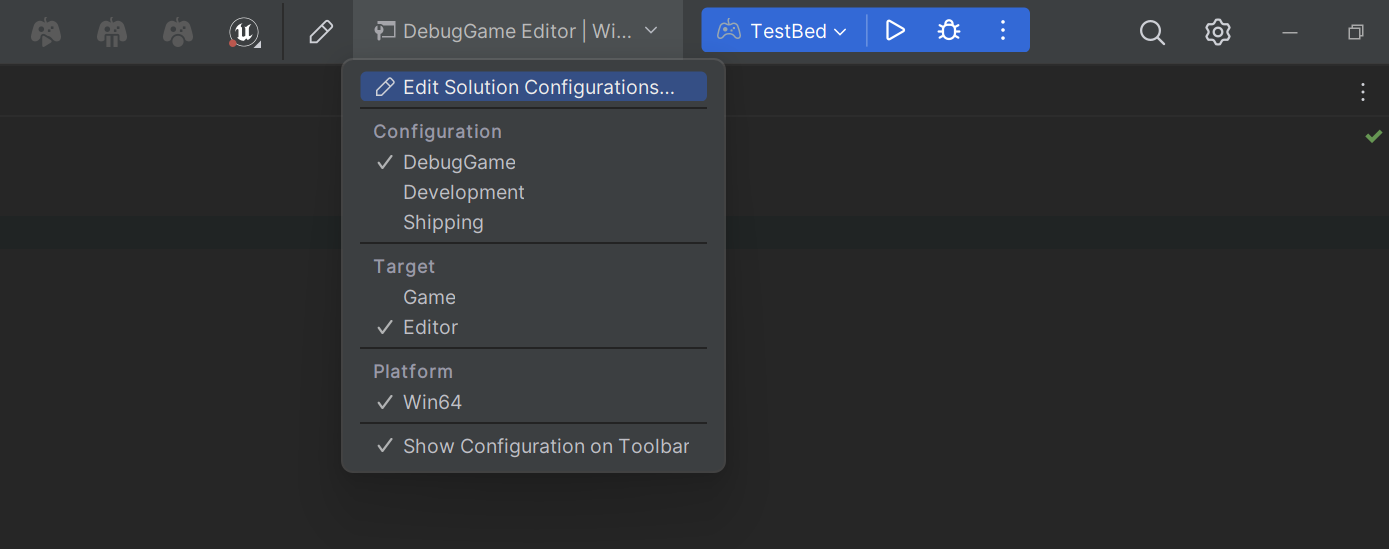 DebugGame Editor | Wi...
TestBed
Edit Solution Configurations...
Configuration
DebugGame
Development
Shipping
Target
Game
Editor
Platform
Win64
Show Configuration on Toolbar